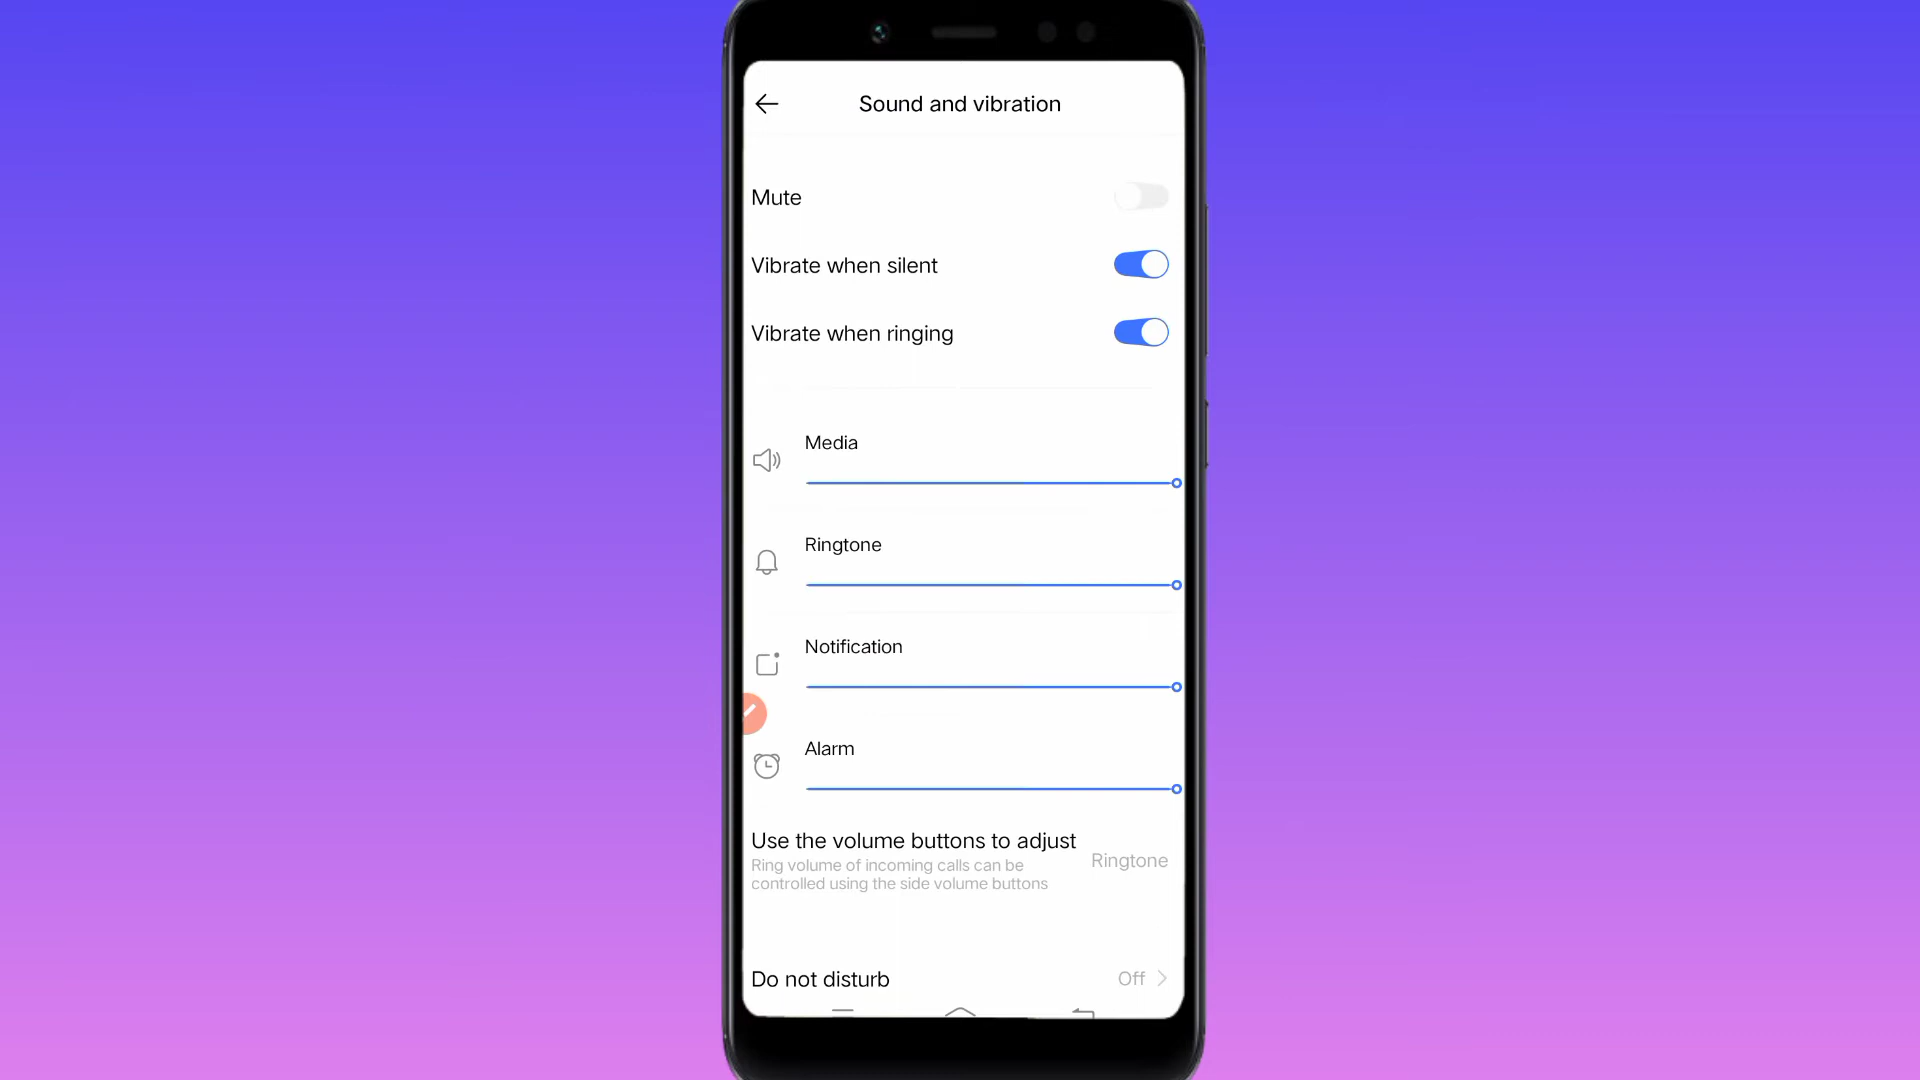 Sound and vibration
Mute
Vibrate when silent
Vibrate when ringing
Media
Ringtone
Notification
Alarm
Use the volume buttons to adjust
Ring volume of incoming calls can be
controlled using the side volume buttons
Ringtone
Do not disturb
Off